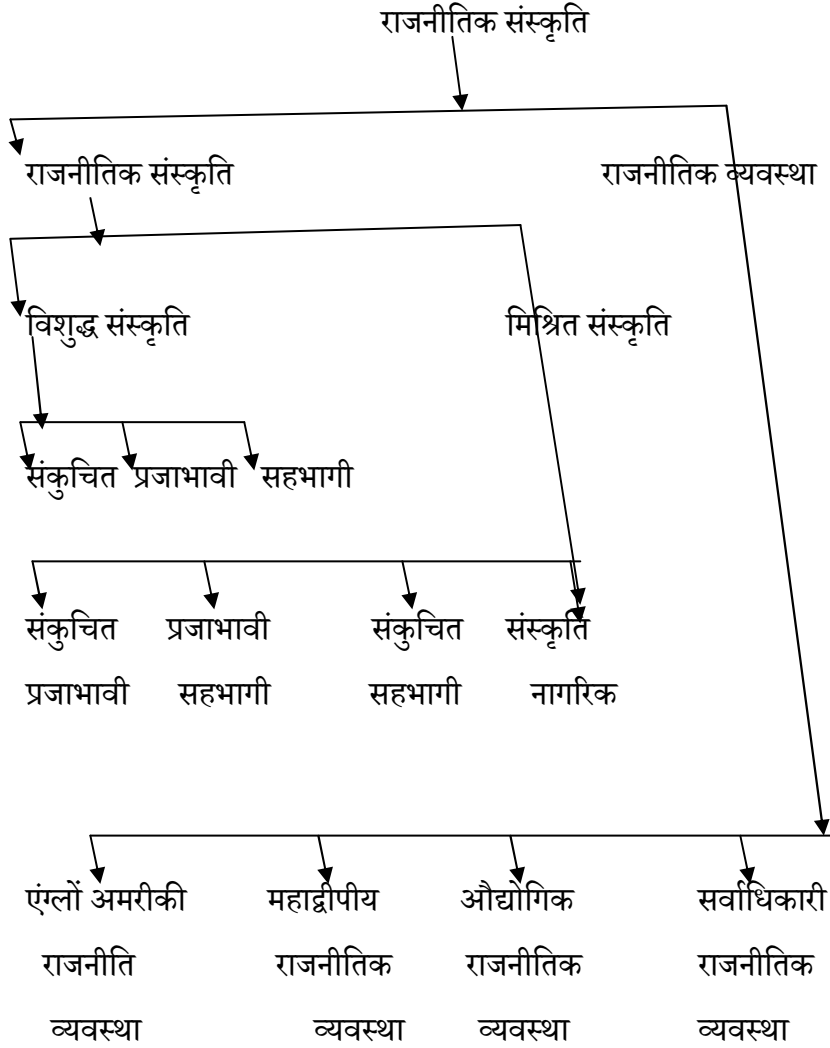 राजनीतिक संस्कृति
राजनीतिक संस्कृति राजनीतिक व्यवस्था
विशुद्ध संस्कृति मिश्रित संस्कृति
संकुचित प्रजाभावी सहभागी
संकुचित प्रजाभावी संकुचित संस्कृति
प्रजाभावी सहभागी सहभागी नागरिक
एंग्लों अमरीकी महाद्वीपीय औद्योगिक सर्वाधिकारी
राजनीति राजनीतिक राजनीतिक राजनीतिक
व्यवस्था व्यवस्था व्यवस्था व्यवस्था